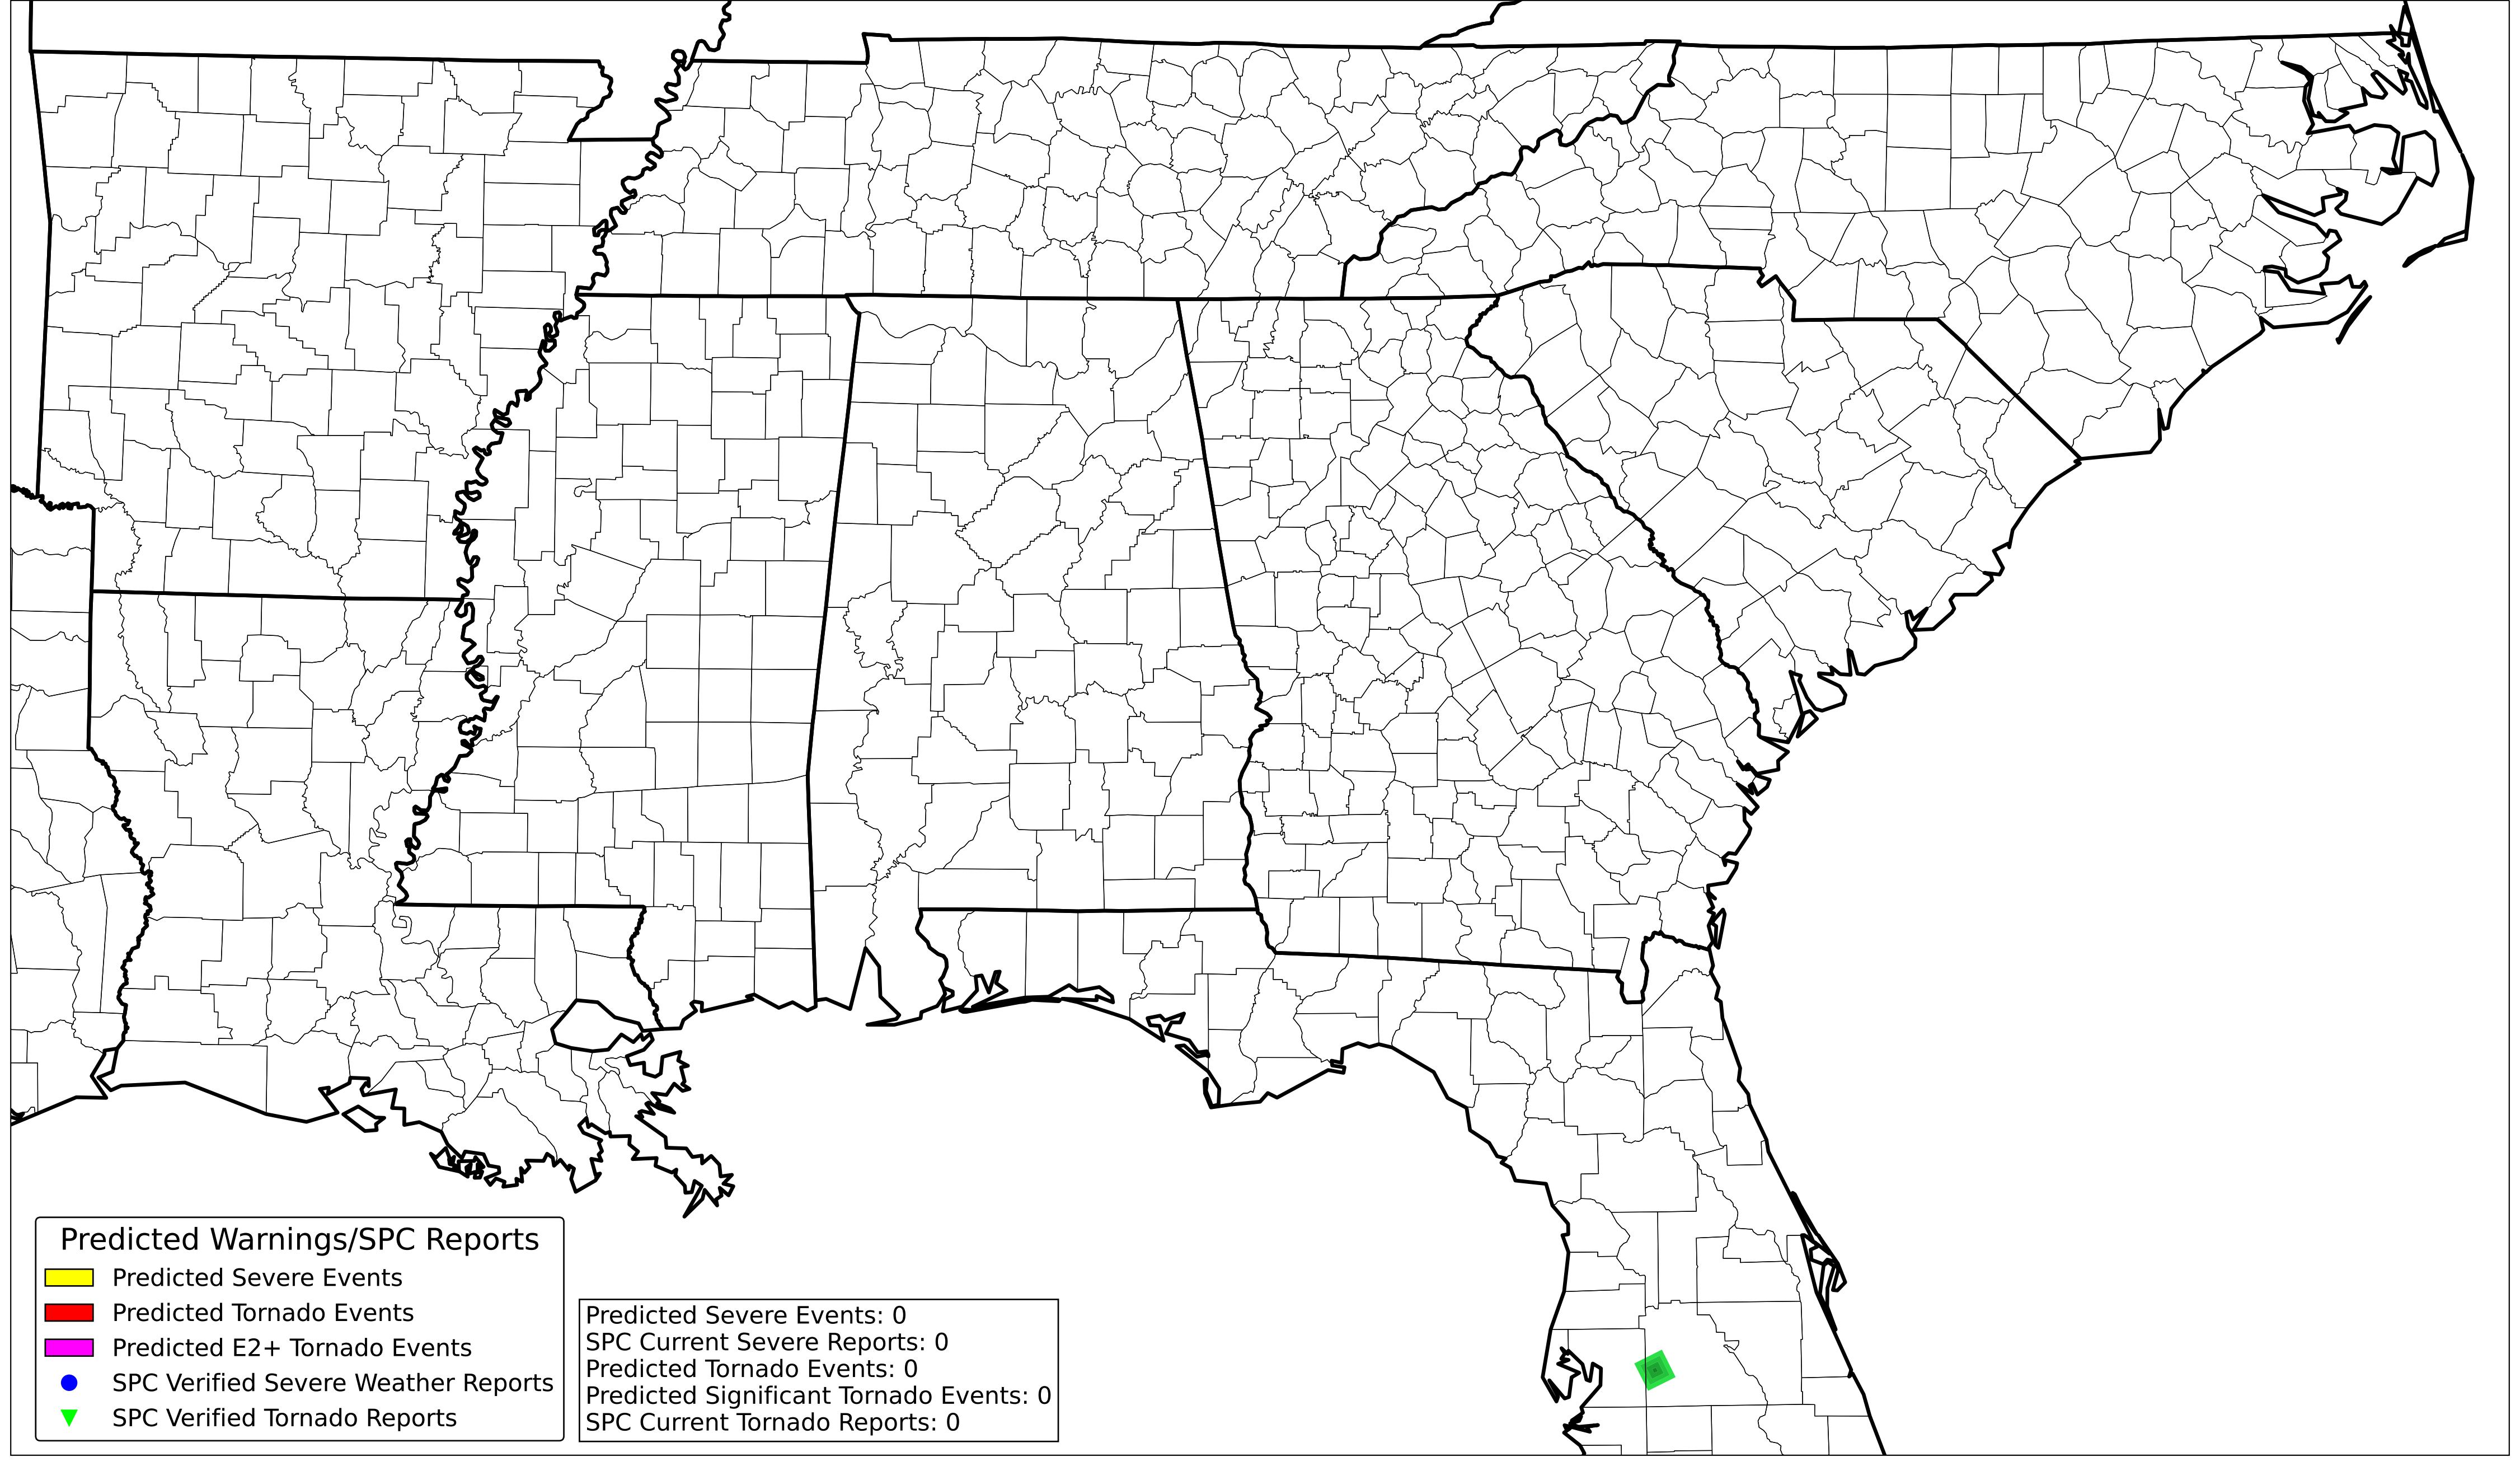 Predicted Warnings/SPC Reports
Predicted Severe Events
Predicted Tornado Events
Predicted E2+ Tornado Events
SPC Verified Severe Weather Reports
SPC Verified Tornado Reports
Predicted Severe Events: 0
SPC Current Severe Reports: 0
Predicted Tornado Events: 0
Predicted Significant Tornado Events: 0
SPC Current Tornado Reports: 0